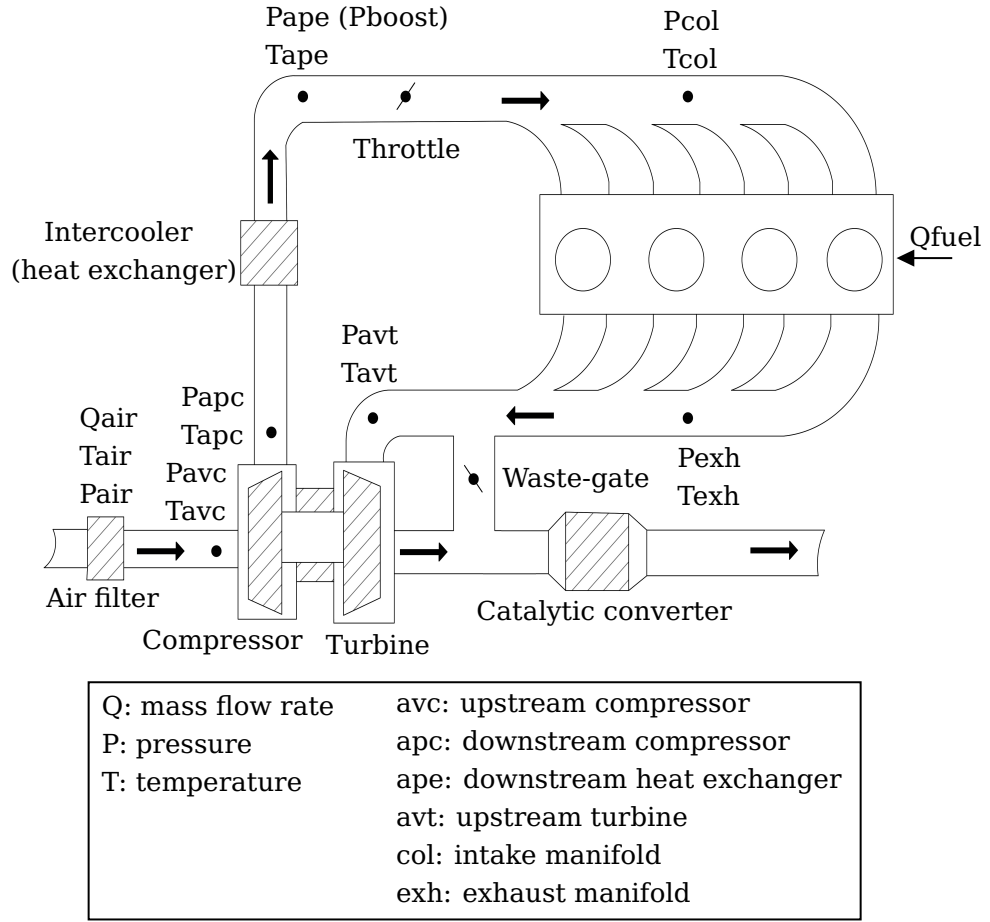 Pape (Pboost)
Tape
Pcol
Tcol
Throttle
Intercooler
(heat exchanger)
Qfuel
Pavt
Tavt
Papc
Tapc
Qair
Tair
Pair
Pavc
Tavc
Waste-gate
Pexh
Texh
Air filter
Compressor
Turbine
Catalytic converter
Q: mass flow rate
P: pressure
T: temperature
avc: upstream compressor
apc: downstream compressor
ape: downstream heat exchanger
avt: upstream turbine
col: intake manifold
exh: exhaust manifold